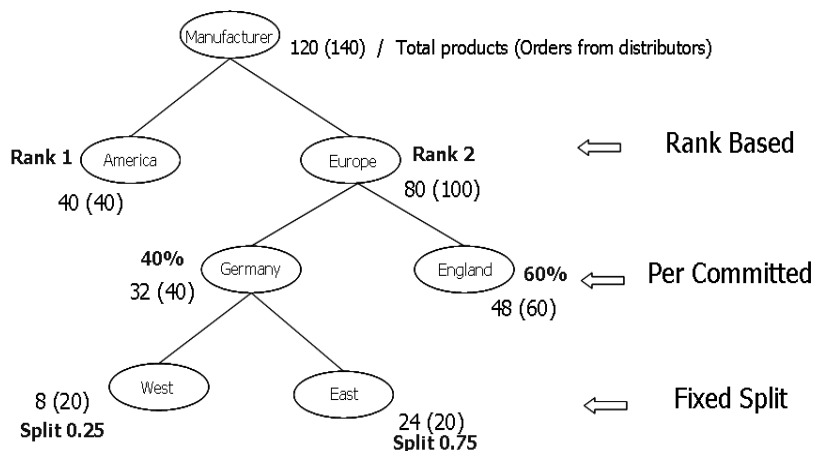 Manufacturer
120 (140) / Total products (Orders from distributors)
Rank 1
America
40 (40)
Europe
Rank 2
80 (100)
Rank Based
40%
Germany
32 (40)
England
60%
48 (60)
Per Committed
West
8 (20)
Split 0.25
East
24 (20)
Split 0.75
Fixed Split